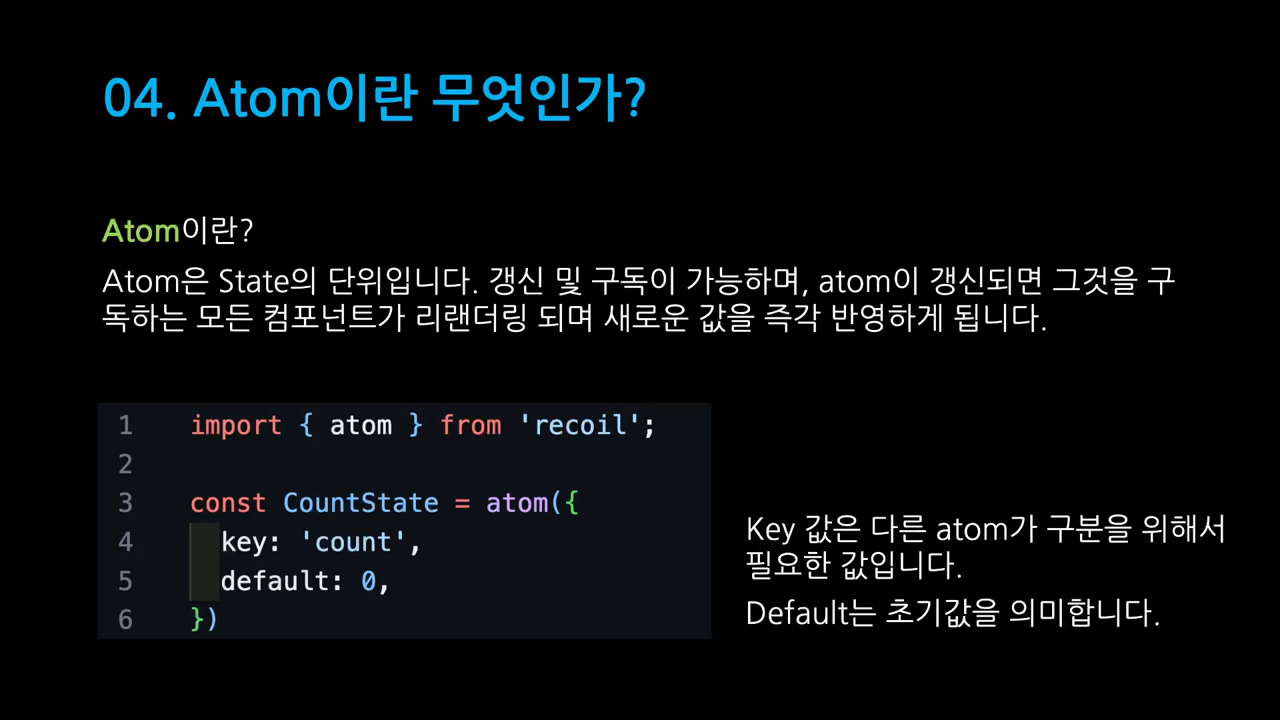 04. Atom이란 무엇인가?
Atom이란?
Atom은 State의 단위입니다. 갱신 및 구독이 가능하며, atom이 갱신되면 그것을 구
독하는 모든 컴포넌트가 리랜더링 되며 새로운 값을 즉각 반영하게 됩니다.
1 import { atom } from 'recoil';
2
3 const CountState = atom({
4 key: 'count',
5 default: 0,
6 })
Key 값은 다른 atom가 구분을 위해서
필요한 값입니다.
Default는 초기값을 의미합니다.